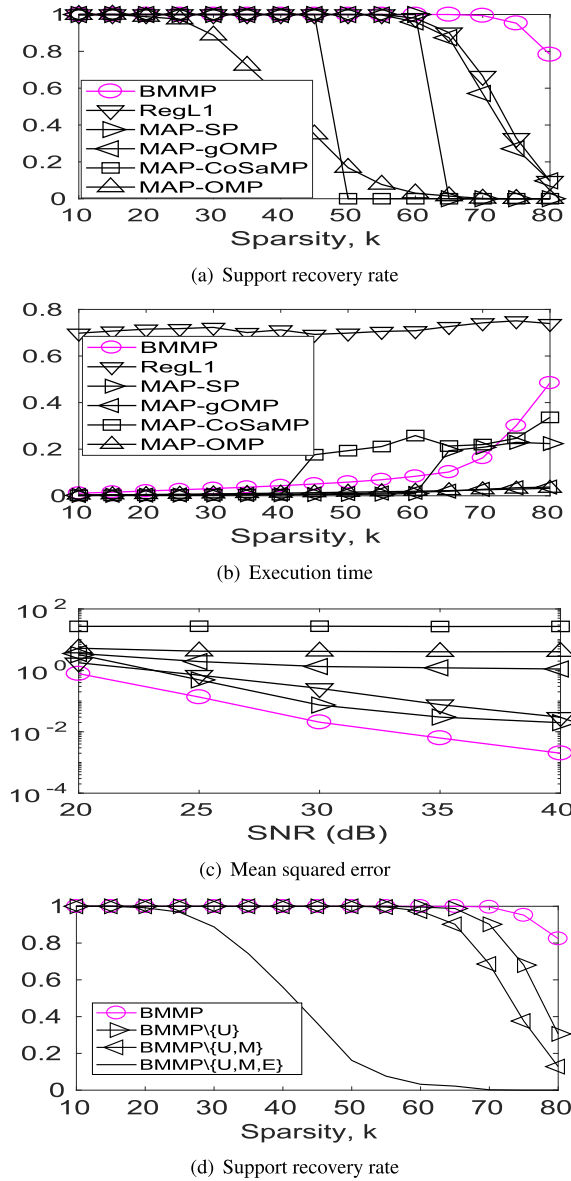 1
0.8
0.6
0.4
0.2
0
BMMP
RegL1
MAP-SP
MAP-gOMP
MAP-CoSaMP
MAP-OMP
10 20 30 40 50 60 70 80
Sparsity, k
(a) Support recovery rate
0.8
0.6
0.4
0.2
0
BMMP
RegL1
MAP-SP
MAP-gOMP
MAP-CoSaMP
MAP-OMP
10 20 30 40 50 60 70 80
Sparsity, k
(b) Execution time
10^2
10^0
10^-2
10^-4
20 25 30 35 40
SNR (dB)
(c) Mean squared error
1
0.8
0.6
0.4
0.2
0
BMMP
BMMP\{U}
BMMP\{U,M}
BMMP\{U,M,E}
10 20 30 40 50 60 70 80
Sparsity, k
(d) Support recovery rate